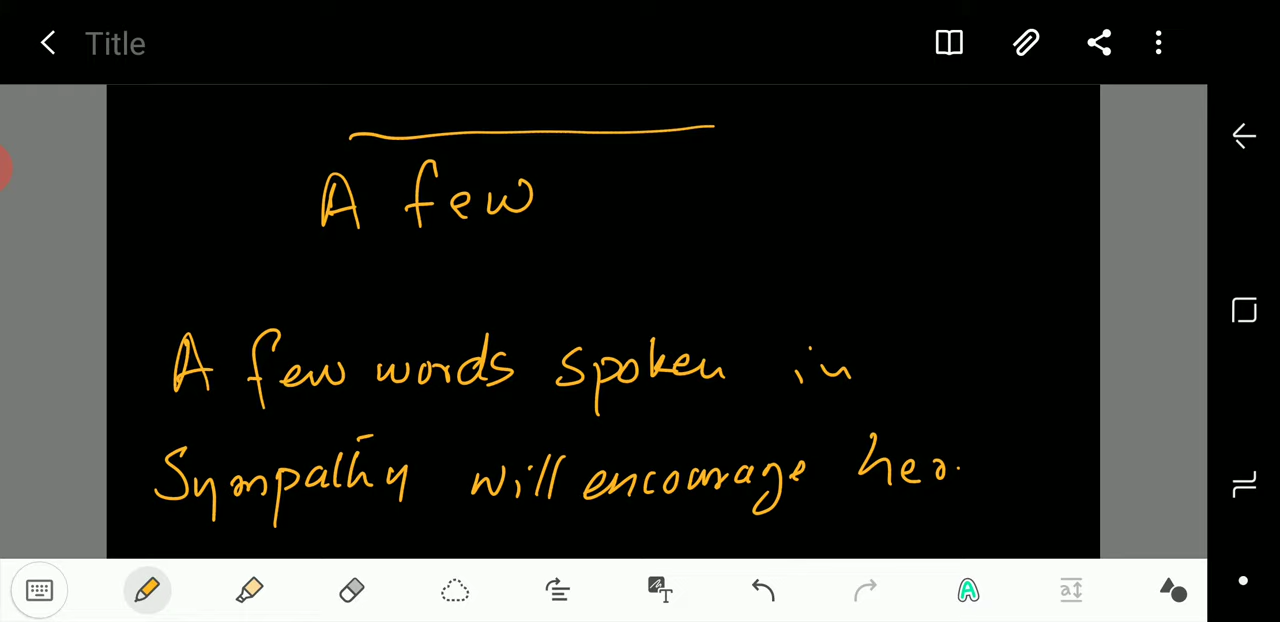 Title
A few
A few words spoken in
Sympathy will encourage her.